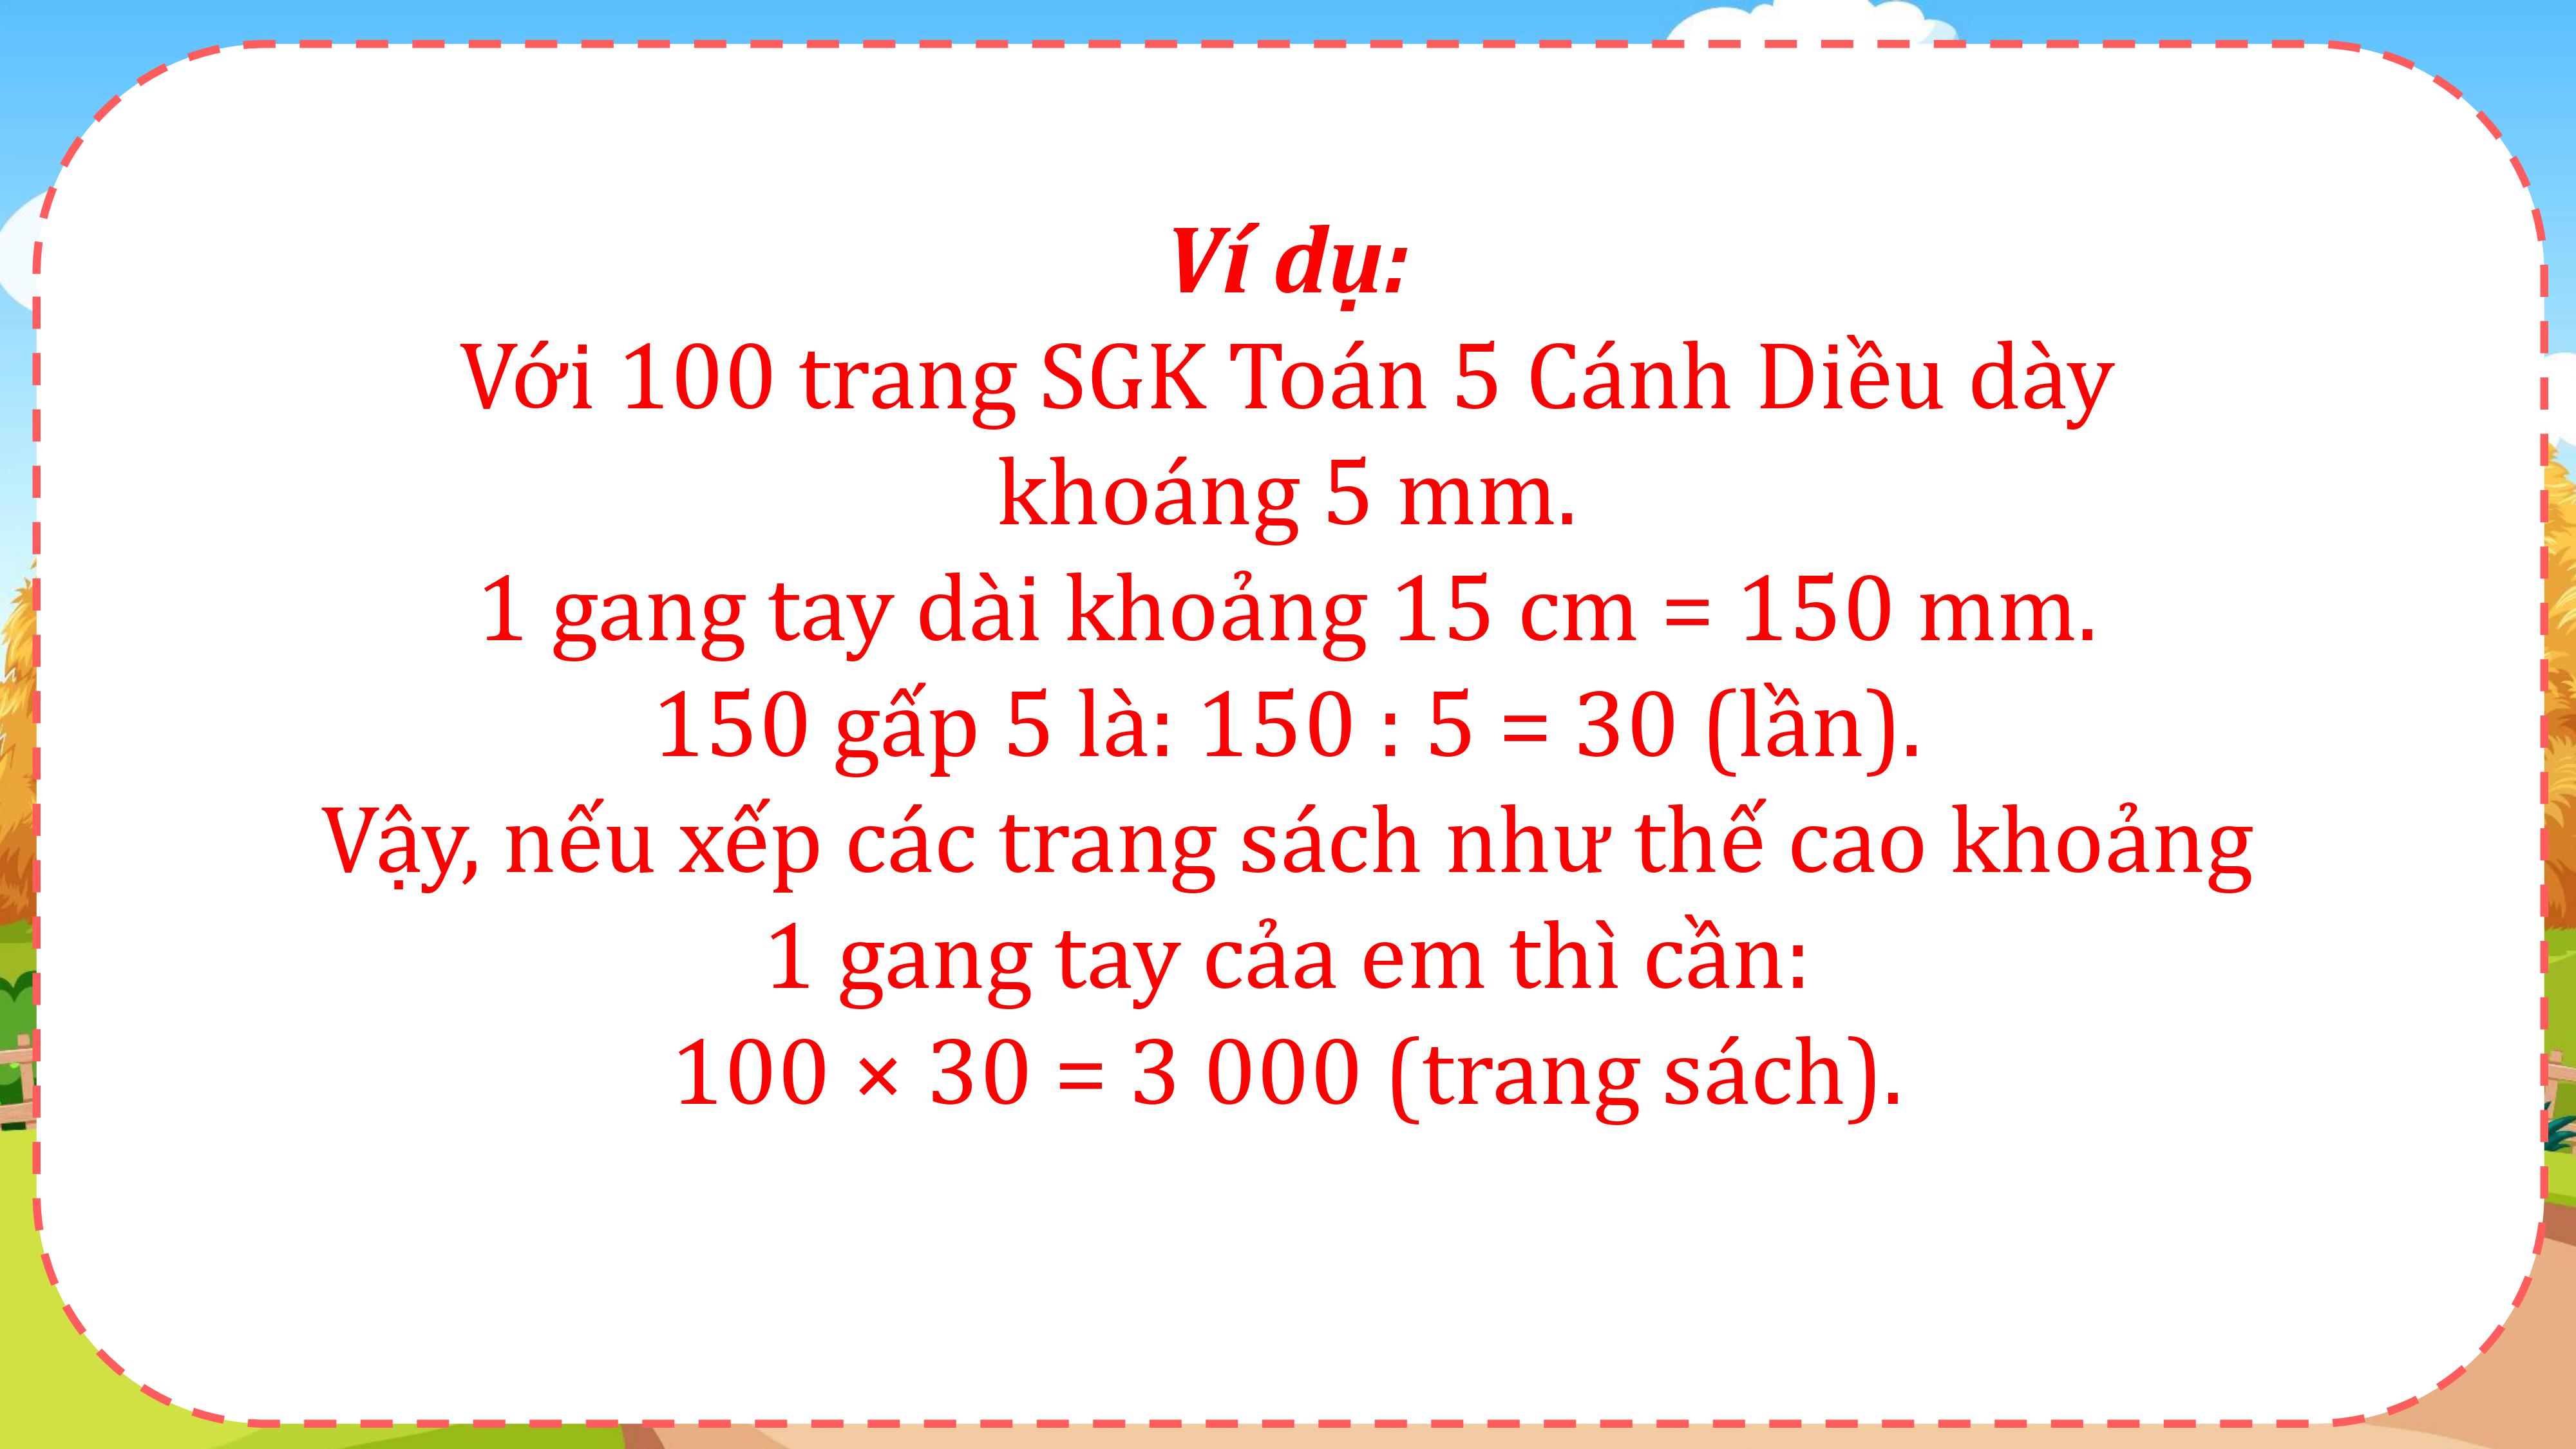 Ví dụ:
Với 100 trang SGK Toán 5 Cánh Diều dày
khoáng 5 mm.
1 gang tay dài khoảng 15 cm = 150 mm.
150 gấp 5 là: 150 : 5 = 30 (lần).
Vậy, nếu xếp các trang sách như thế cao khoảng
1 gang tay cảa em thì cần:
100 × 30 = 3 000 (trang sách).